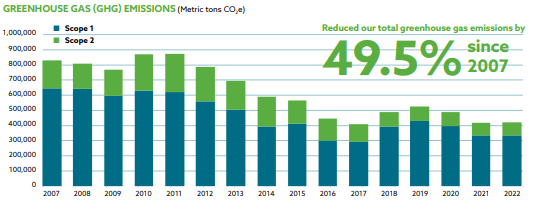 GREENHOUSE GAS (GHG) EMISSIONS (Metric tons CO₂e)
Reduced our total greenhouse gas emissions by
49.5% since
2007
Scope 1
Scope 2
1,000,000
900,000
800,000
700,000
600,000
500,000
400,000
300,000
200,000
100,000
0
2007 2008 2009 2010 2011 2012 2013 2014 2015 2016 2017 2018 2019 2020 2021 2022